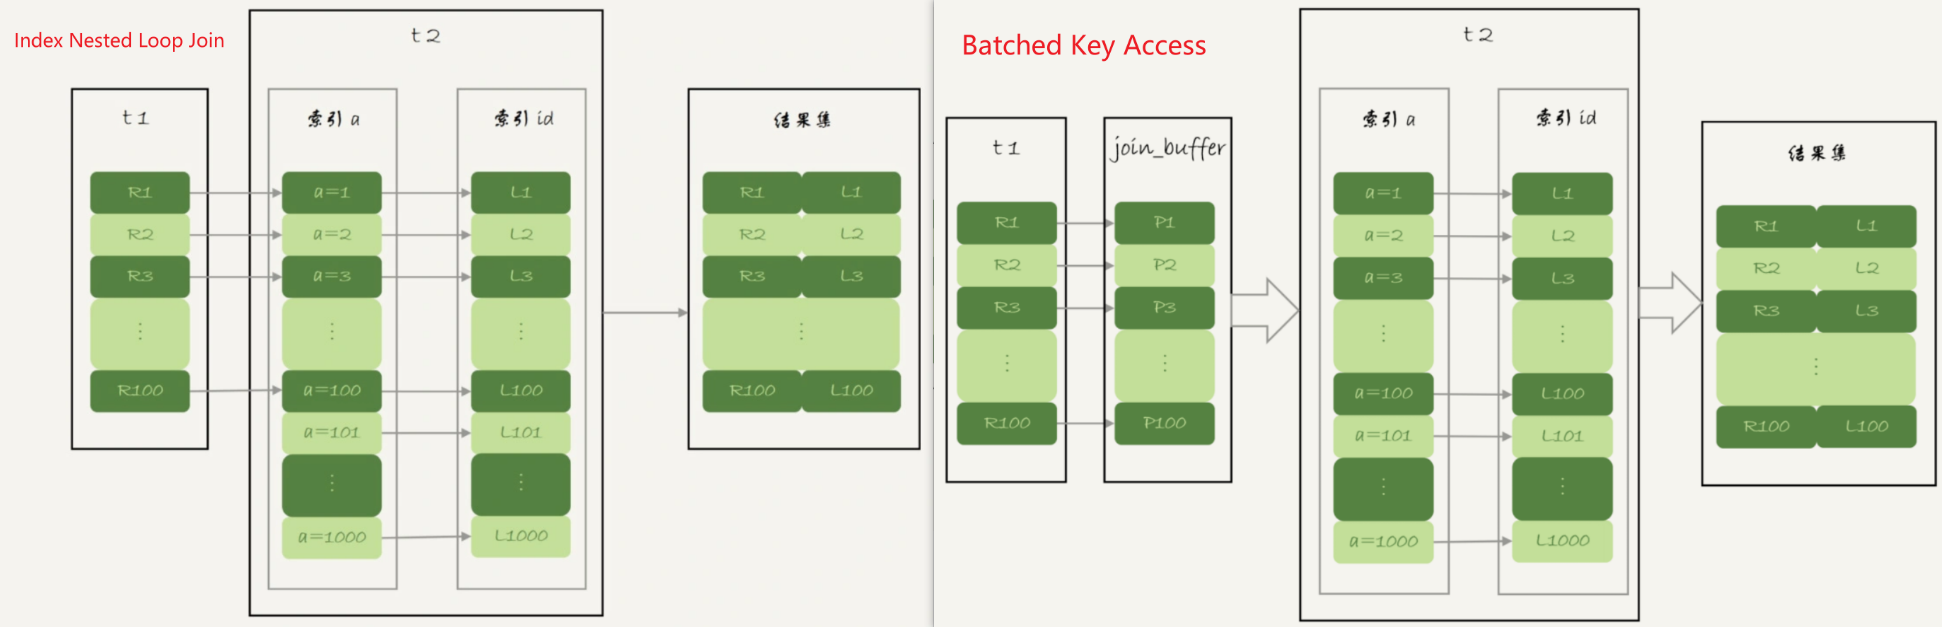 Index Nested Loop Join
t1
R1
R2
R3
⋮
R100
t2
索引 a
a=1
a=2
a=3
⋮
a=100
a=101
⋮
a=1000
索引 id
L1
L2
L3
⋮
L100
L101
⋮
L1000
结果集
R1 L1
R2 L2
R3 L3
⋮
R100 L100
Batched Key Access
t1
R1
R2
R3
⋮
R100
join_buffer
P1
P2
P3
⋮
P100
t2
索引 a
a=1
a=2
a=3
⋮
a=100
a=101
⋮
a=1000
索引 id
L1
L2
L3
⋮
L100
L101
⋮
L1000
结果集
R1 L1
R2 L2
R3 L3
⋮
R100 L100